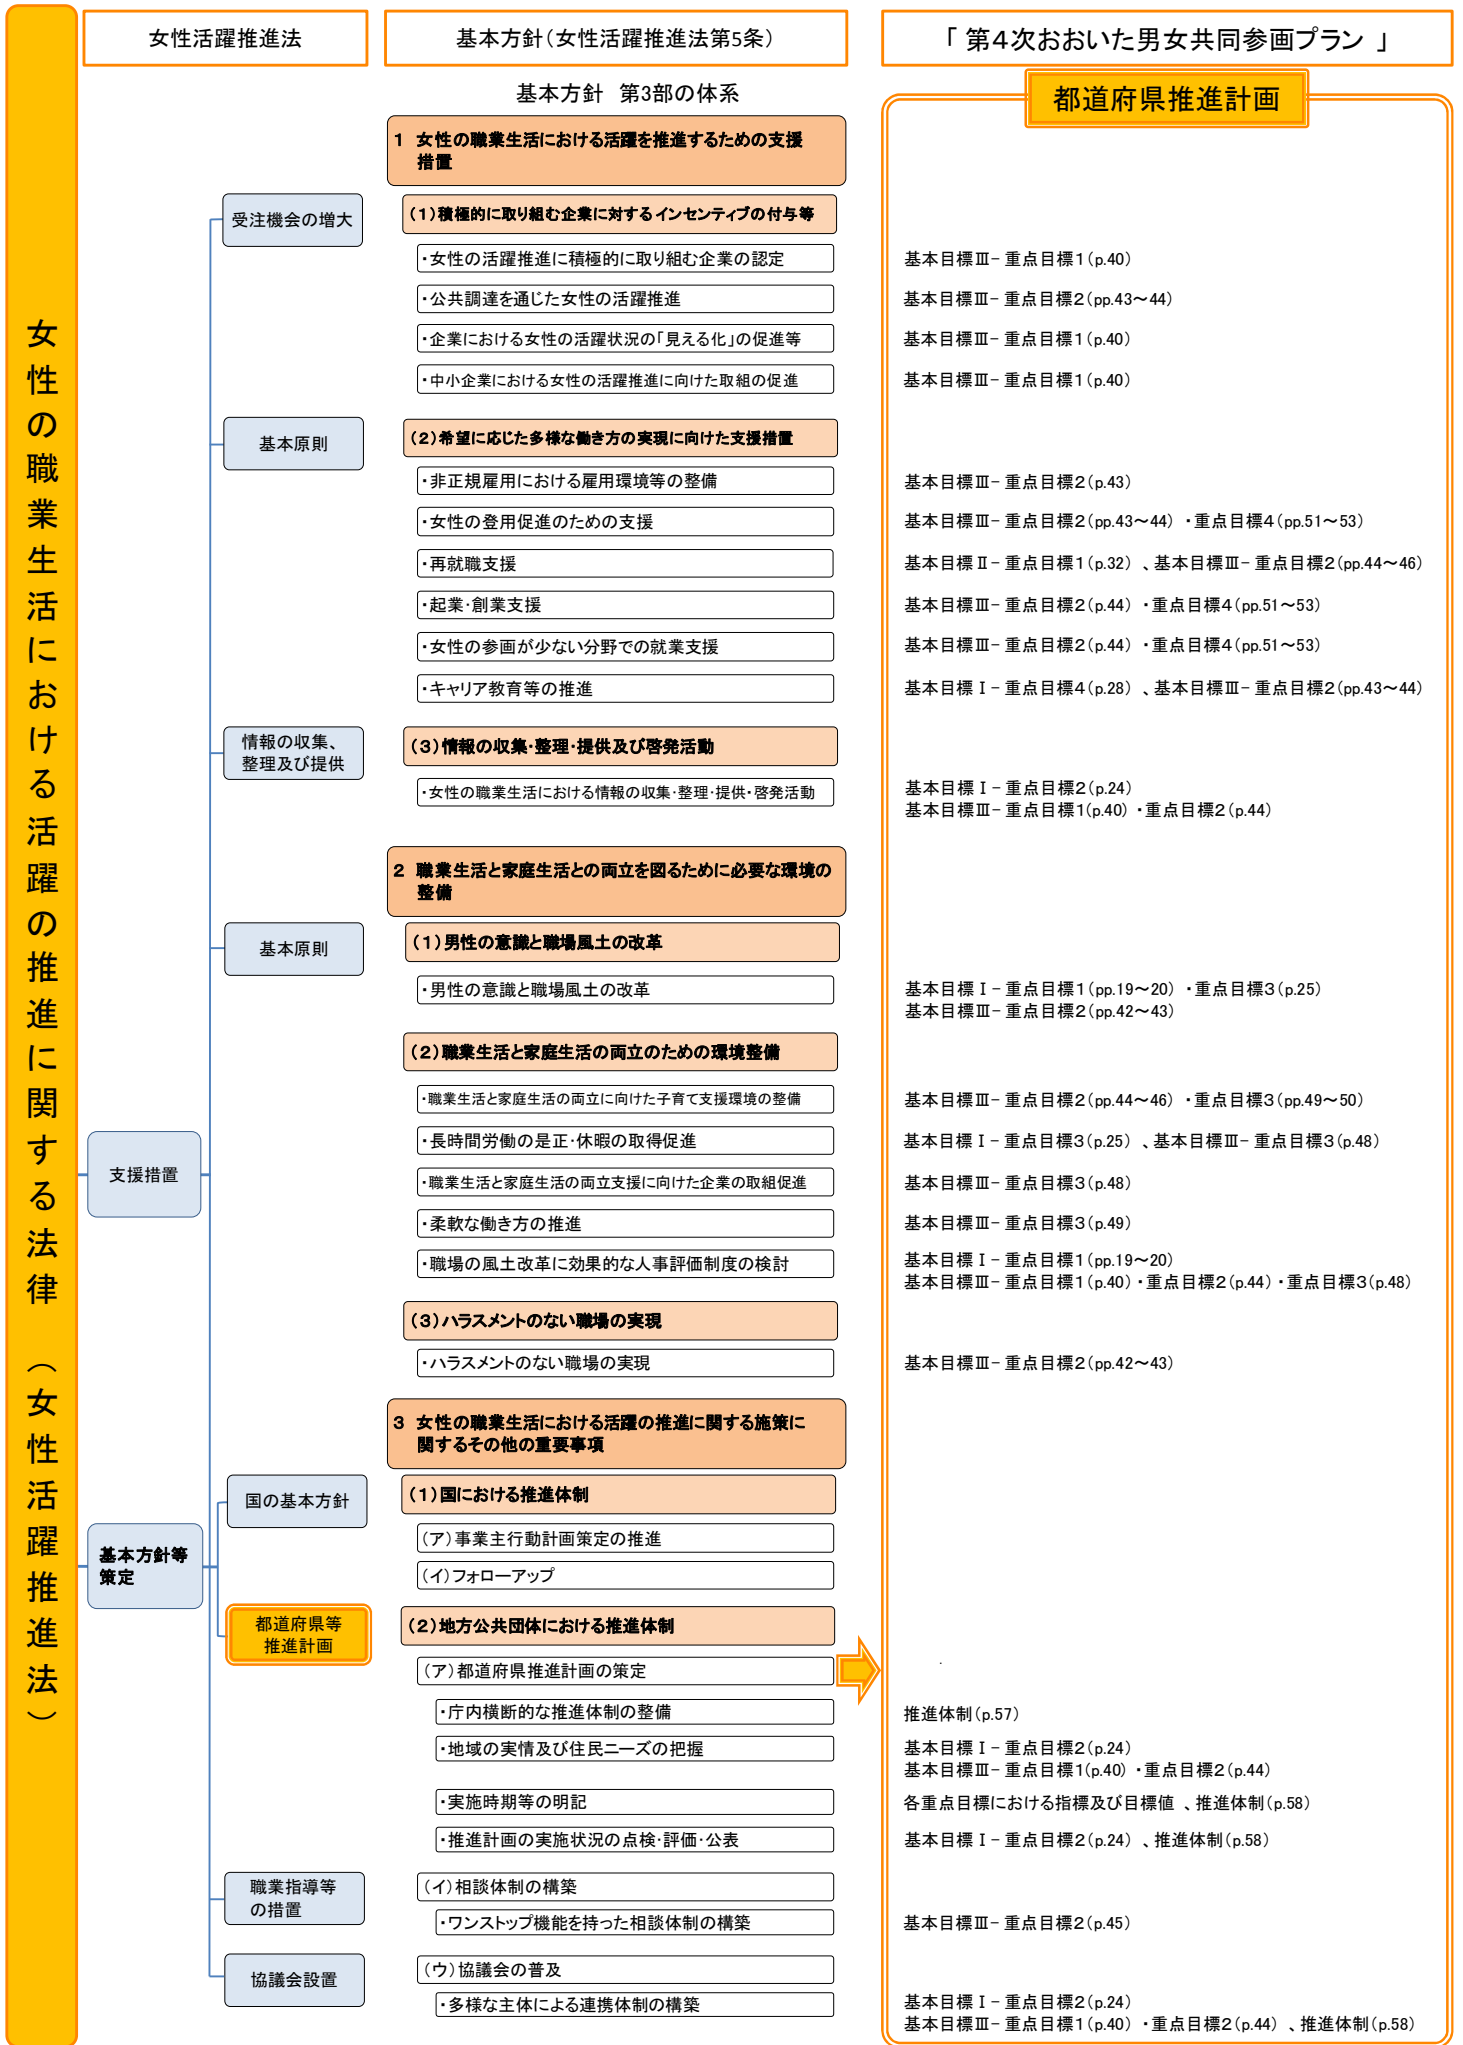 女性の職業生活における活躍の推進に関する法律（女性活躍推進法）
女性活躍推進法
基本方針（女性活躍推進法第5条）
「 第４次おおいた男女共同参画プラン 」
都道府県推進計画
基本方針 第3部の体系
1 女性の職業生活における活躍を推進するための支援
措置
受注機会の増大
(1)積極的に取り組む企業に対するインセンティブの付与等
・女性の活躍推進に積極的に取り組む企業の認定
基本目標Ⅲ－重点目標１(p.40)
・公共調達を通じた女性の活躍推進
基本目標Ⅲ－重点目標２(pp.43～44)
・企業における女性の活躍状況の「見える化」の促進等
基本目標Ⅲ－重点目標１(p.40)
・中小企業における女性の活躍推進に向けた取組の促進
基本目標Ⅲ－重点目標１(p.40)
基本原則
(2)希望に応じた多様な働き方の実現に向けた支援措置
・非正規雇用における雇用環境等の整備
基本目標Ⅲ－重点目標２(p.43)
・女性の登用促進のための支援
基本目標Ⅲ－重点目標２(pp.43～44) ・重点目標４(pp.51～53)
・再就職支援
基本目標Ⅱ－重点目標１(p.32) 、基本目標Ⅲ－重点目標２(pp.44～46)
・起業・創業支援
基本目標Ⅲ－重点目標２(p.44) ・重点目標４(pp.51～53)
・女性の参画が少ない分野での就業支援
基本目標Ⅲ－重点目標２(p.44) ・重点目標４(pp.51～53)
・キャリア教育等の推進
基本目標Ⅰ－重点目標４(p.28) 、基本目標Ⅲ－重点目標２(pp.43～44)
情報の収集、
整理及び提供
(3)情報の収集・整理・提供及び啓発活動
・女性の職業生活における情報の収集・整理・提供・啓発活動
基本目標Ⅰ－重点目標２(p.24)
基本目標Ⅲ－重点目標１(p.40) ・重点目標２(p.44)
2 職業生活と家庭生活との両立を図るために必要な環境の
整備
基本原則
(1)男性の意識と職場風土の改革
・男性の意識と職場風土の改革
基本目標Ⅰ－重点目標１(pp.19～20) ・重点目標３(p.25)
基本目標Ⅲ－重点目標２(pp.42～43)
(2)職業生活と家庭生活の両立のための環境整備
・職業生活と家庭生活の両立に向けた子育て支援環境の整備
基本目標Ⅲ－重点目標２(pp.44～46) ・重点目標３(pp.49～50)
・長時間労働の是正・休暇の取得促進
基本目標Ⅰ－重点目標３(p.25) 、基本目標Ⅲ－重点目標３(p.48)
支援措置
・職業生活と家庭生活の両立支援に向けた企業の取組促進
基本目標Ⅲ－重点目標３(p.48)
・柔軟な働き方の推進
基本目標Ⅲ－重点目標３(p.49)
・職場の風土改革に効果的な人事評価制度の検討
基本目標Ⅰ－重点目標１(pp.19～20)
基本目標Ⅲ－重点目標１(p.40)・重点目標２(p.44)・重点目標３(p.48)
(3)ハラスメントのない職場の実現
・ハラスメントのない職場の実現
基本目標Ⅲ－重点目標２(pp.42～43)
3 女性の職業生活における活躍の推進に関する施策に
関するその他の重要事項
国の基本方針
(1)国における推進体制
(ア)事業主行動計画策定の推進
基本方針等
策定
(イ)フォローアップ
都道府県等
推進計画
(2)地方公共団体における推進体制
(ア)都道府県推進計画の策定
・庁内横断的な推進体制の整備
推進体制(p.57)
・地域の実情及び住民ニーズの把握
基本目標Ⅰ－重点目標２(p.24)
基本目標Ⅲ－重点目標１(p.40) ・重点目標２(p.44)
・実施時期等の明記
各重点目標における指標及び目標値 、推進体制(p.58)
・推進計画の実施状況の点検・評価・公表
基本目標Ⅰ－重点目標２(p.24) 、推進体制(p.58)
職業指導等
の措置
(イ)相談体制の構築
・ワンストップ機能を持った相談体制の構築
基本目標Ⅲ－重点目標２(p.45)
協議会設置
(ウ)協議会の普及
・多様な主体による連携体制の構築
基本目標Ⅰ－重点目標２(p.24)
基本目標Ⅲ－重点目標１(p.40) ・重点目標２(p.44) 、推進体制(p.58)